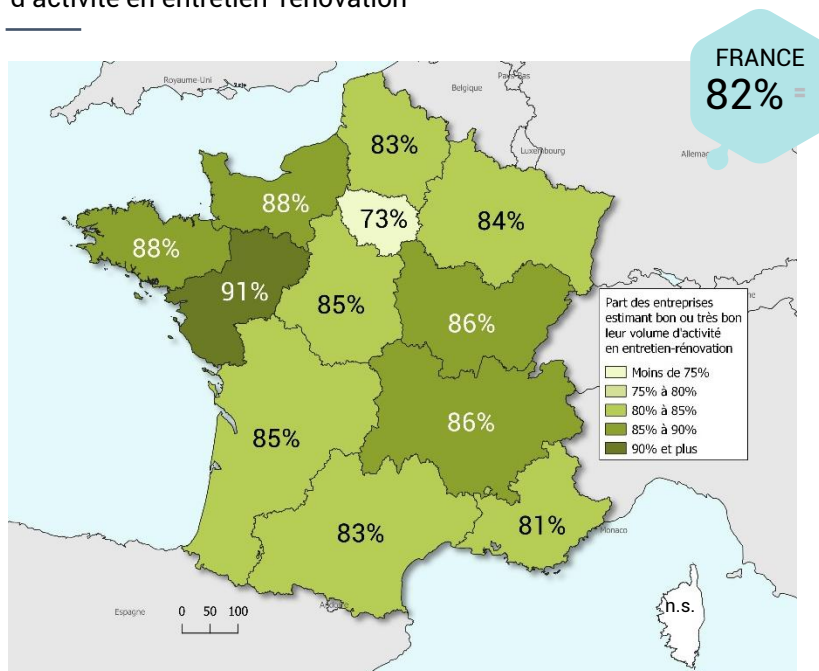 d'activité en entretien-rénovation
FRANCE
82% =
Royaume-Uni
Pays-Bas
Belgique
Luxembourg
Allemagne
83%
88%
73%
84%
88%
91%
85%
86%
Part des entreprises
estimant bon ou très bon
leur volume d'activité
en entretien-rénovation
Moins de 75%
75% à 80%
80% à 85%
85% à 90%
90% et plus
86%
85%
83%
81%
Monaco
Espagne
0 50 100
n.s.